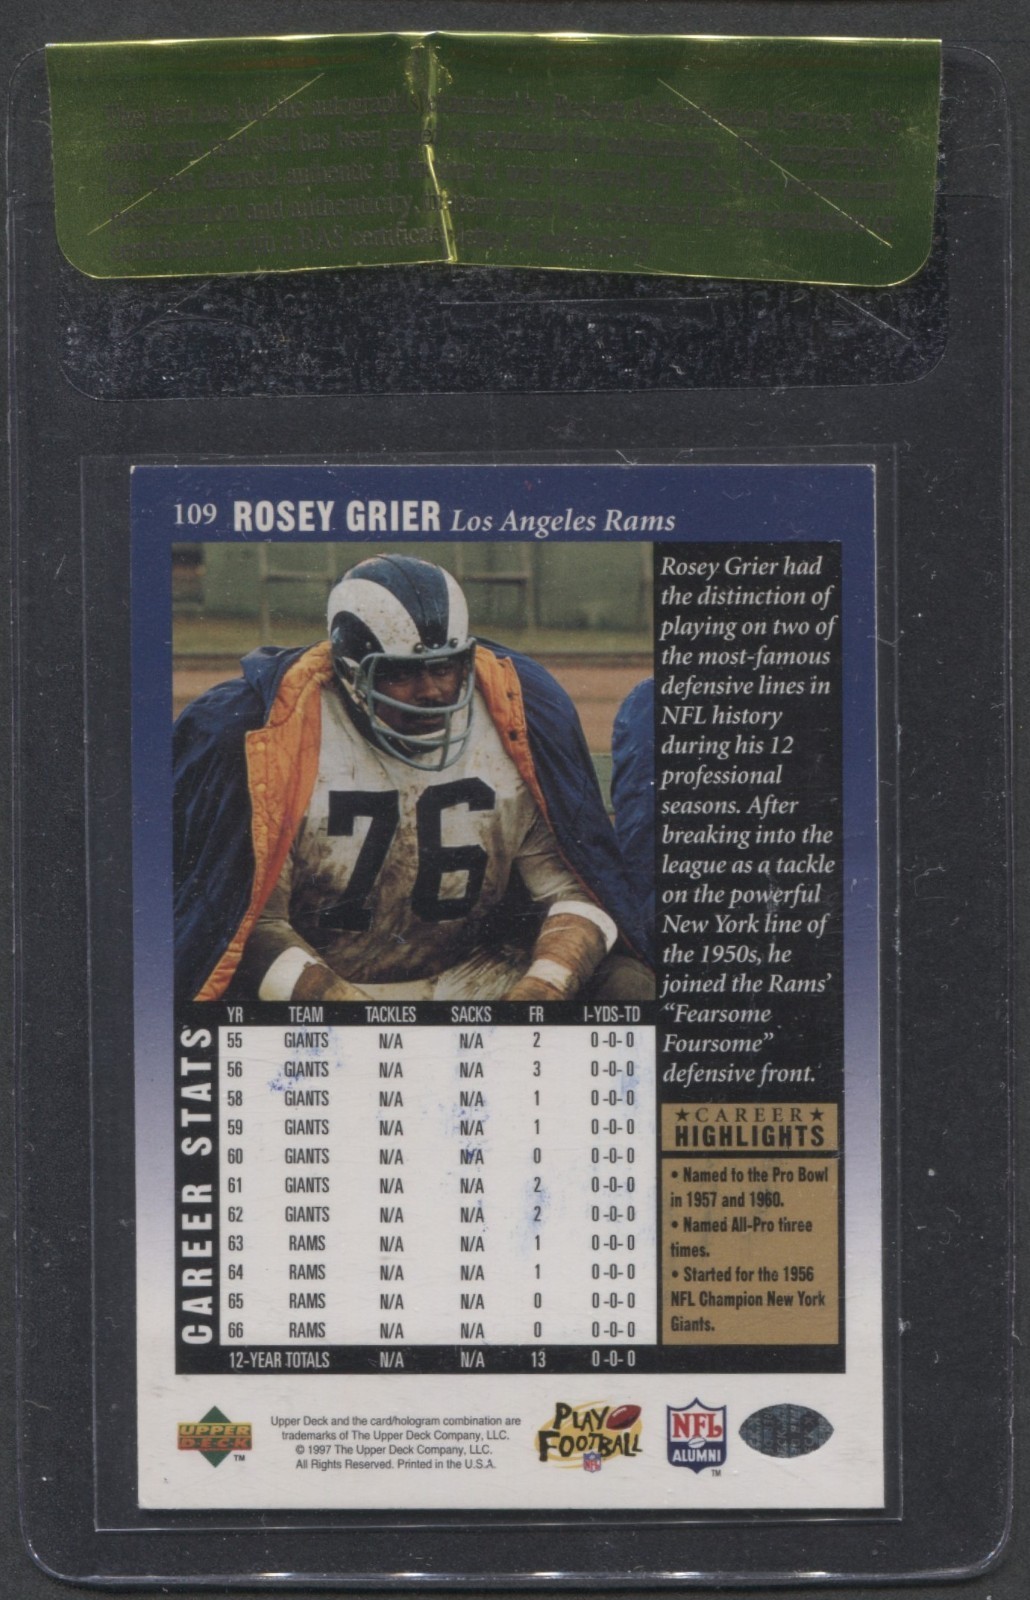 109 ROSEY GRIER Los Angeles Rams
Rosey Grier had
the distinction of
playing on two of
the most-famous
defensive lines in
NFL history
during his 12
professional
seasons. After
breaking into the
league as a tackle
on the powerful
New York line of
the 1950s, he
joined the Rams'
"Fearsome
Foursome"
defensive front.
76
CAREER STATS
YR TEAM TACKLES SACKS FR I-YDS-TD
55 GIANTS N/A N/A 2 0-0-0
56 GIANTS N/A N/A 3 0-0-0
58 GIANTS N/A N/A 1 0-0-0
59 GIANTS N/A N/A 1 0-0-0
60 GIANTS N/A N/A 0 0-0-0
61 GIANTS N/A N/A 2 0-0-0
62 GIANTS N/A N/A 2 0-0-0
63 RAMS N/A N/A 1 0-0-0
64 RAMS N/A N/A 1 0-0-0
65 RAMS N/A N/A 0 0-0-0
66 RAMS N/A N/A 0 0-0-0
12-YEAR TOTALS N/A N/A 13 0-0-0
★CAREER★
HIGHLIGHTS
• Named to the Pro Bowl
in 1957 and 1960.
• Named All-Pro three
times.
• Started for the 1956
NFL Champion New York
Giants.
UPPER
DECK
TM
Upper Deck and the card/hologram combination are
trademarks of The Upper Deck Company, LLC.
© 1997 The Upper Deck Company, LLC.
All Rights Reserved. Printed in the U.S.A.
PLAY
FOOTBALL
NFL
NFL
ALUMNI
TM